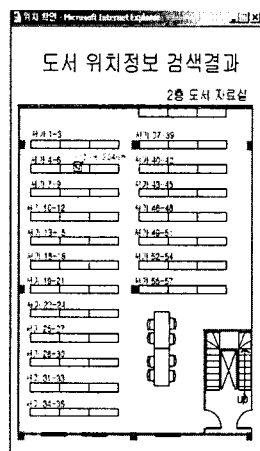 위치 확인 - Microsoft Internet Explorer
도서 위치정보 검색결과
2층 도서 자료실
서가 1-3
서가 37-39
서가 4-6
서가 40-42
서가 7-9
서가 43-45
서가 10-12
서가 46-48
서가 13-15
서가 49-51
서가 16-18
서가 52-54
서가 19-21
서가 55-57
서가 22-24
서가 25-27
서가 28-30
서가 31-33
서가 34-36
up